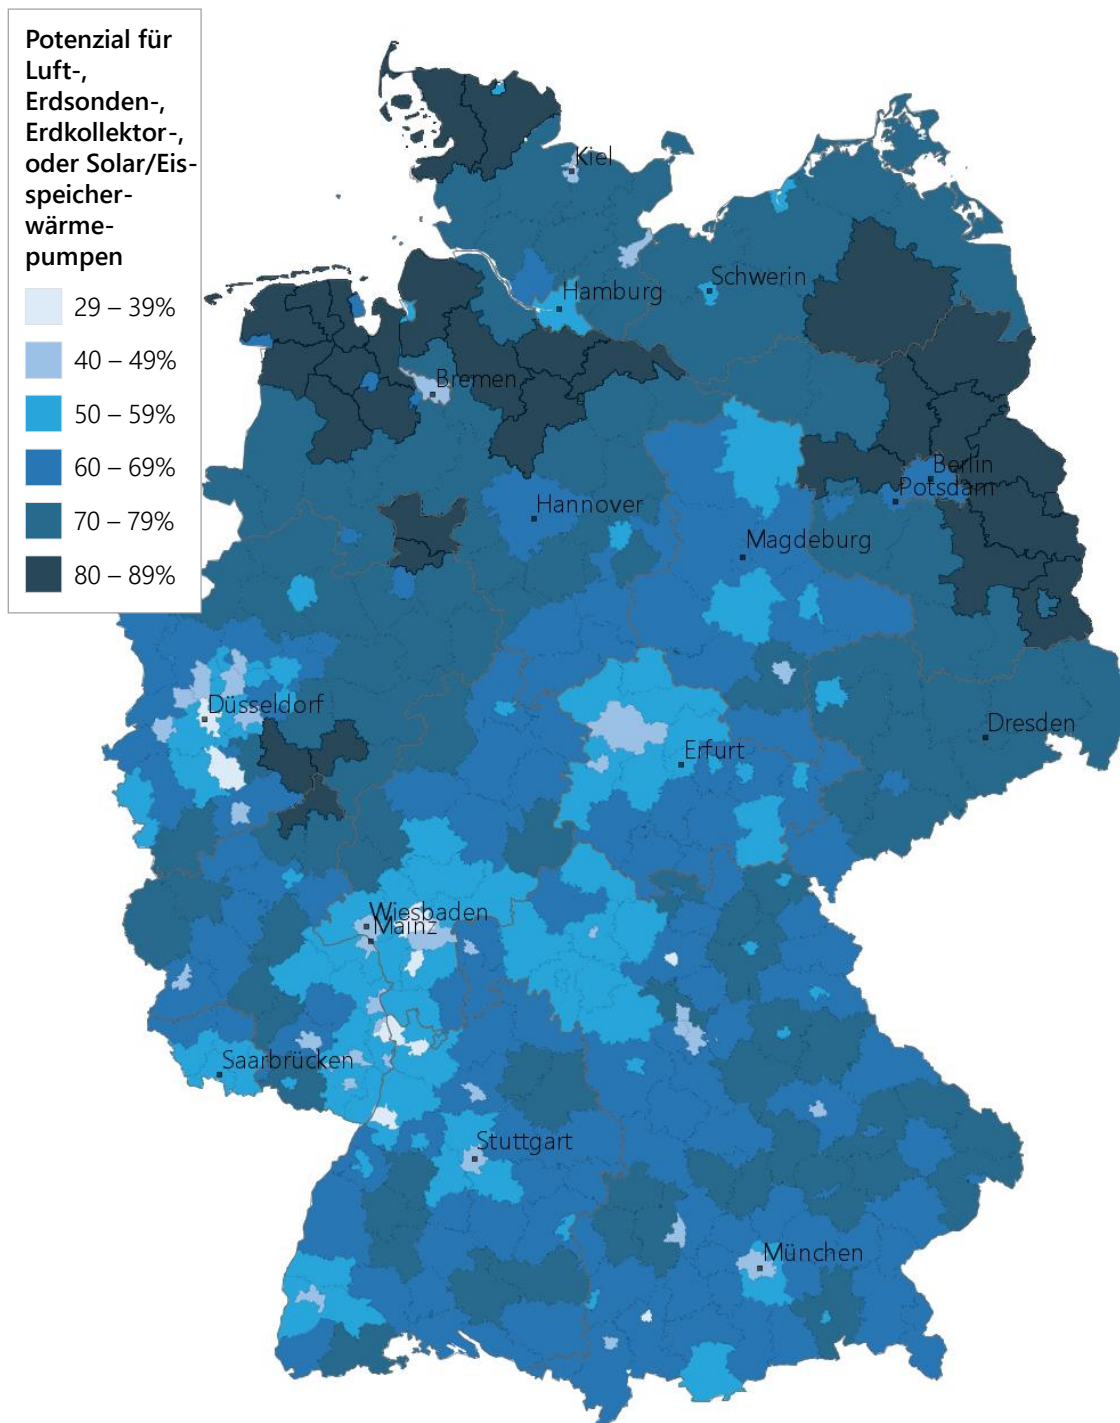 Potenzial für
Luft-,
Erdsonden-,
Erdkollektor-,
oder Solar/Eis-
speicher-
wärme-
pumpen
29 – 39%
40 – 49%
50 – 59%
60 – 69%
70 – 79%
80 – 89%
Kiel
Schwerin
Hamburg
Bremen
Berlin
Potsdam
Hannover
Magdeburg
Düsseldorf
Dresden
Erfurt
Wiesbaden
Mainz
Saarbrücken
Stuttgart
München